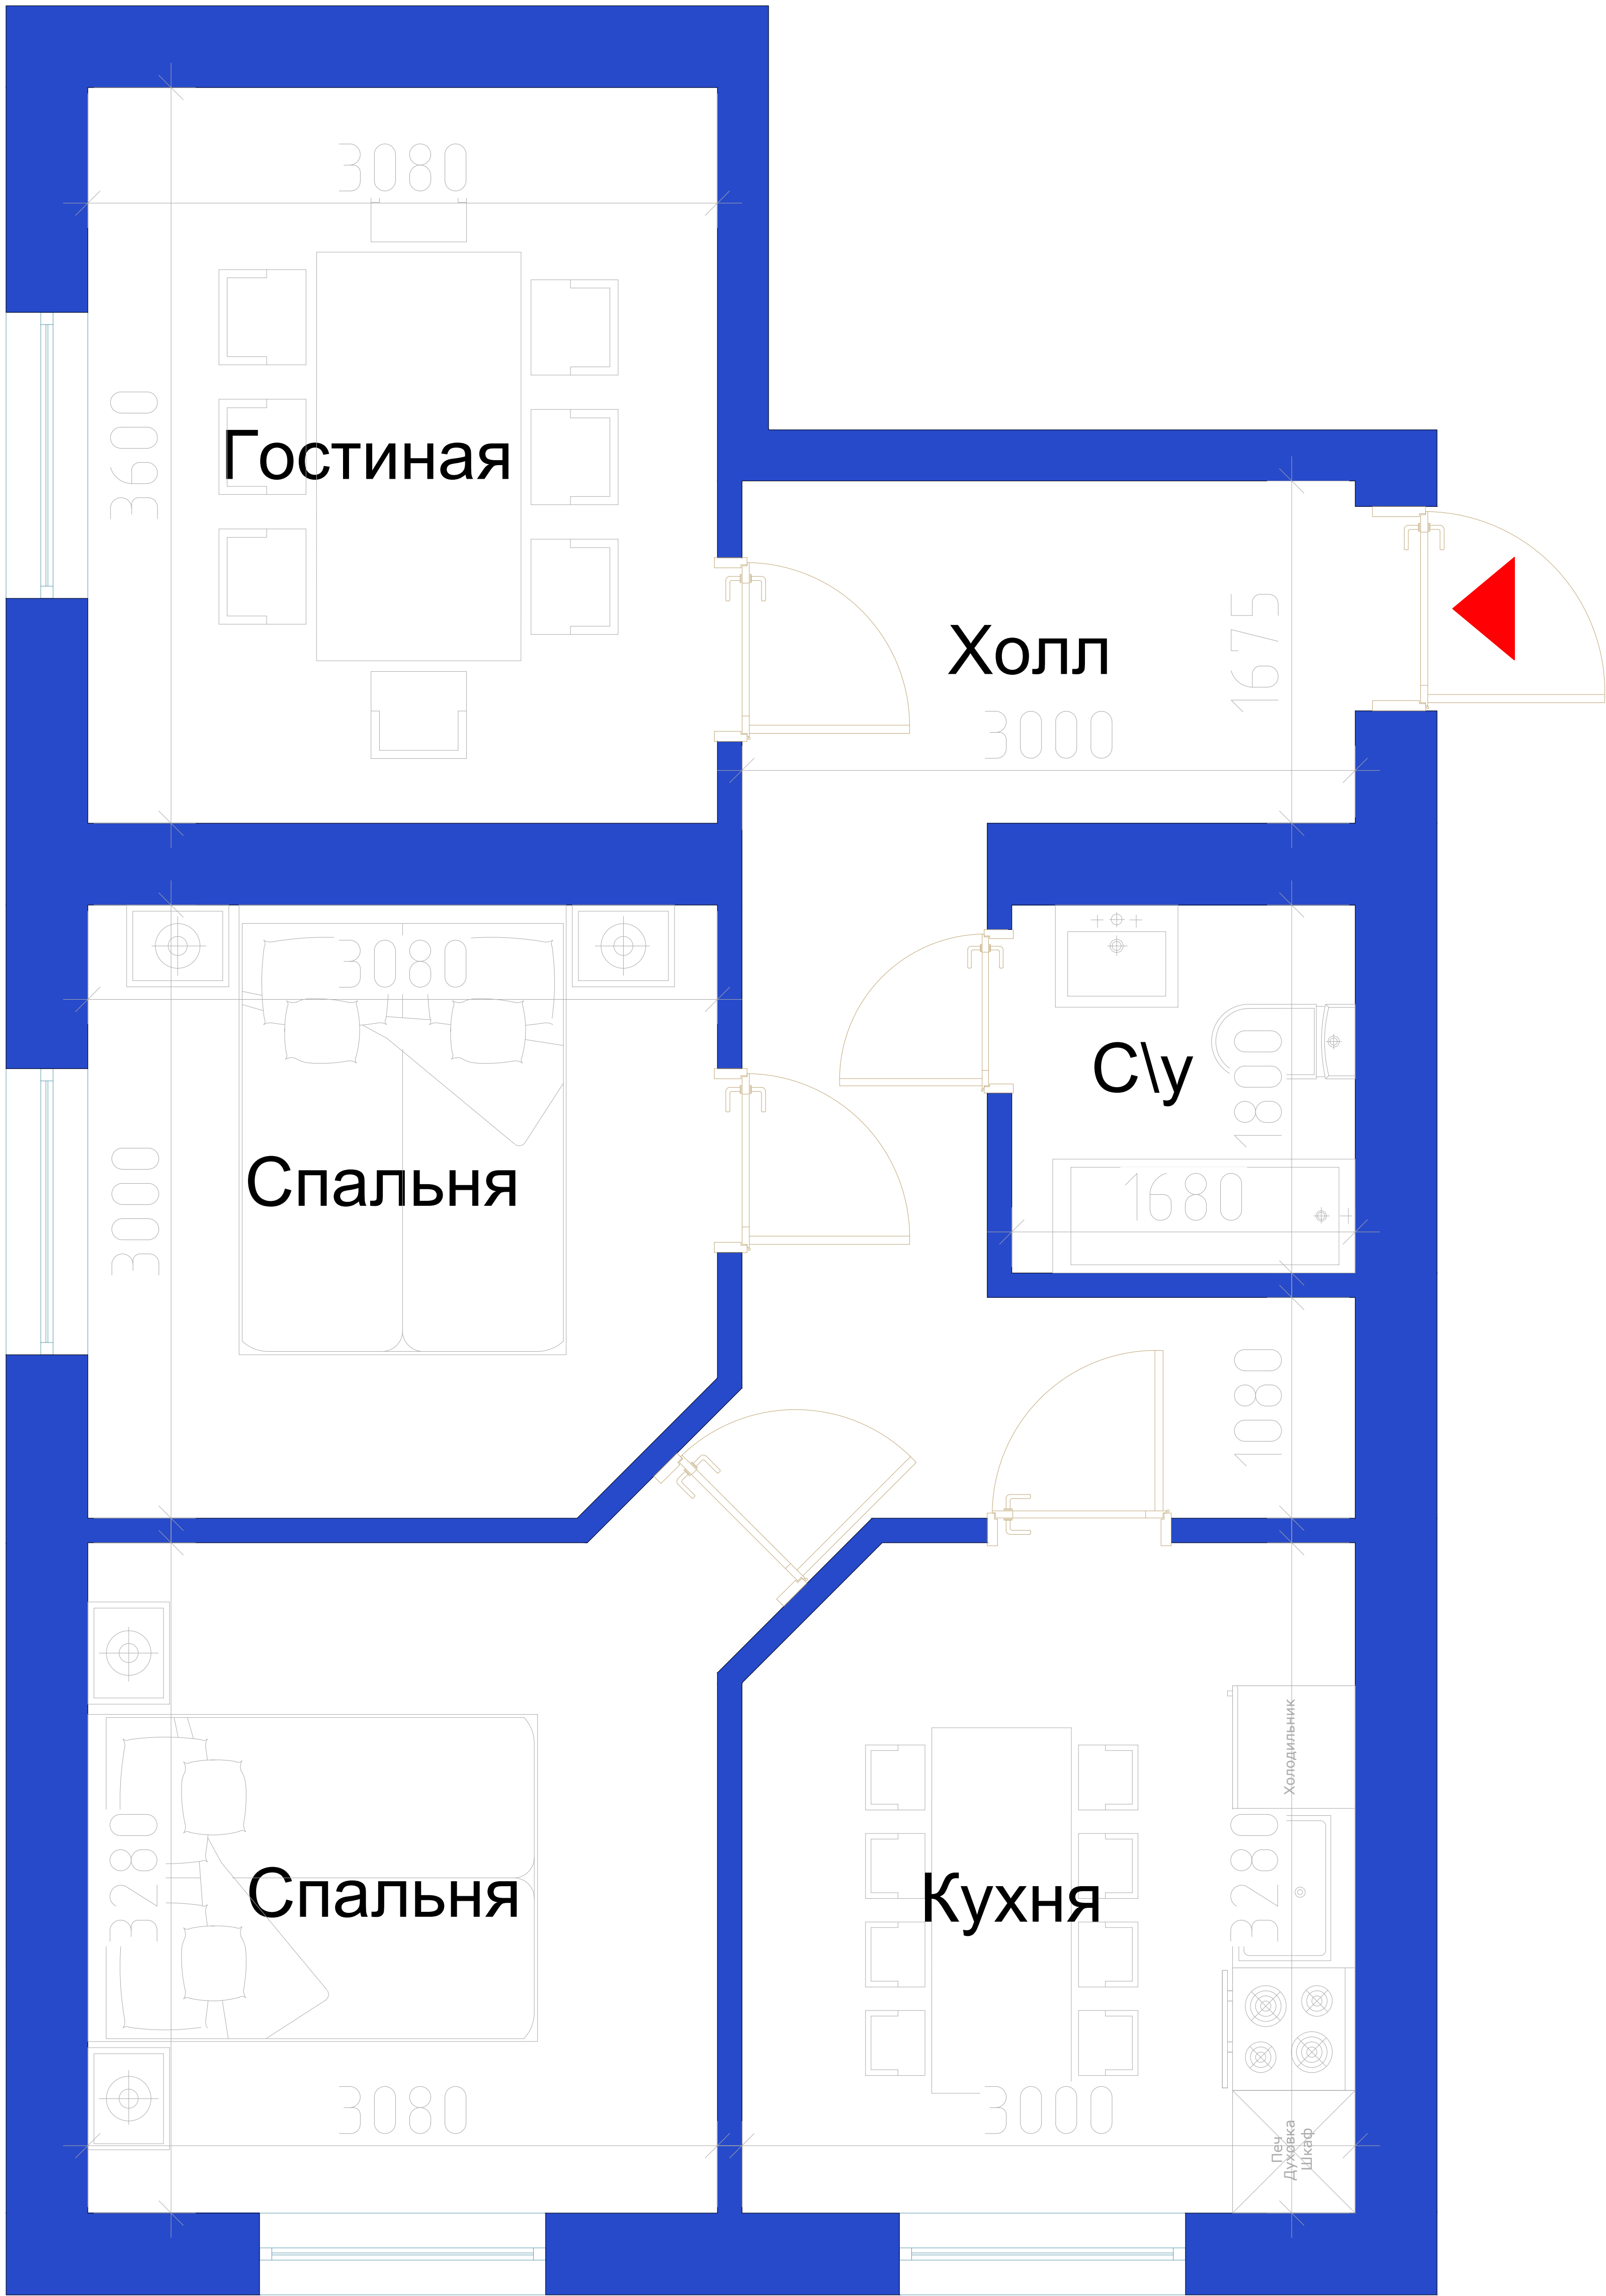 3080
3600
Гостиная
Холл
1675
3000
3080
С\у
1800
Спальня
3000
1680
1080
Холодильник
3280
Спальня
Кухня
3280
3080
3000
Печ
Духовка
Шкаф